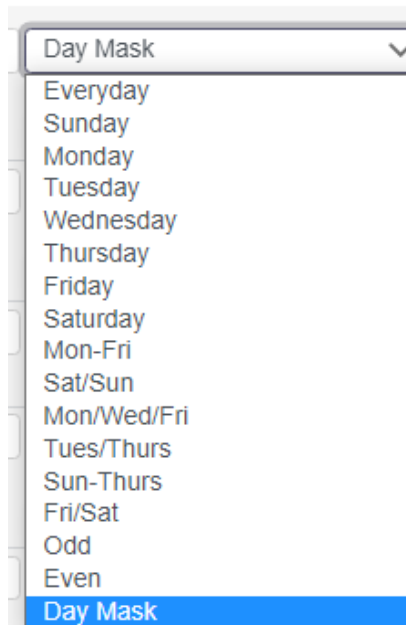 Day Mask
Everyday
Sunday
Monday
Tuesday
Wednesday
Thursday
Friday
Saturday
Mon-Fri
Sat/Sun
Mon/Wed/Fri
Tues/Thurs
Sun-Thurs
Fri/Sat
Odd
Even
Day Mask